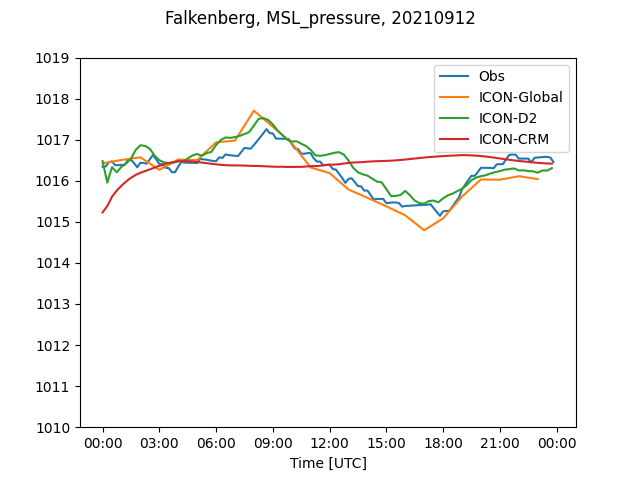 Falkenberg, MSL_pressure, 20210912
1019
1018
1017
1016
1015
1014
1013
1012
1011
1010
Obs
ICON-Global
ICON-D2
ICON-CRM
00:00 03:00 06:00 09:00 12:00 15:00 18:00 21:00 00:00
Time [UTC]